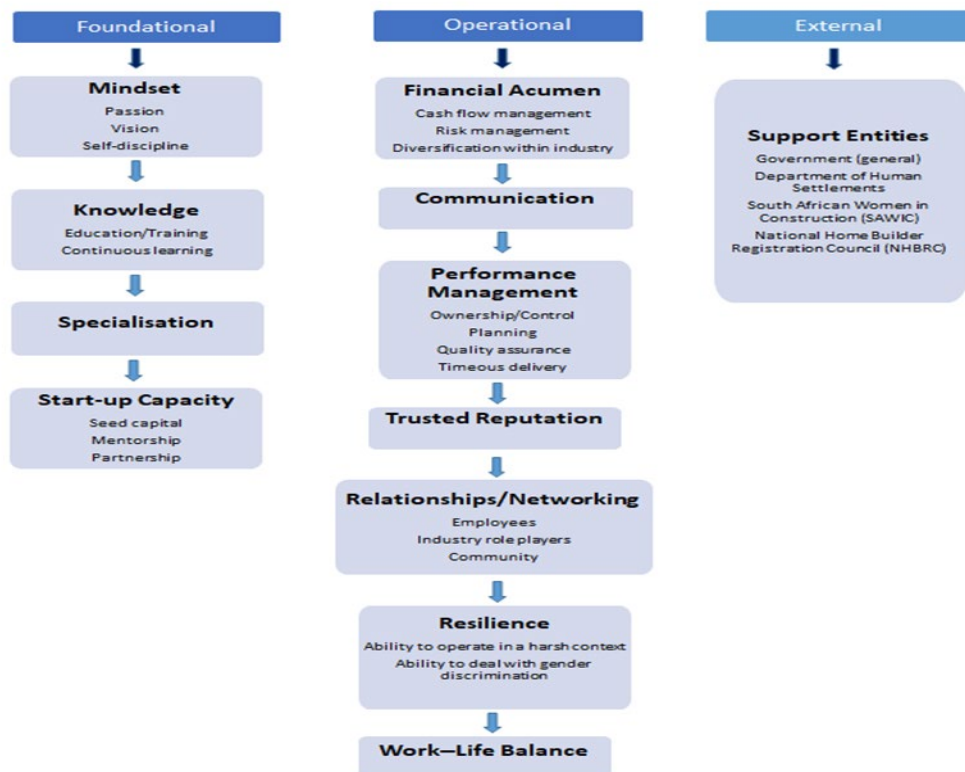 Foundational
Mindset
Passion
Vision
Self-discipline
Knowledge
Education/Training
Continuous learning
Specialisation
Start-up Capacity
Seed capital
Mentorship
Partnership
Operational
Financial Acumen
Cash flow management
Risk management
Diversification within industry
Communication
Performance
Management
Ownership/Control
Planning
Quality assurance
Timeous delivery
Trusted Reputation
Relationships/Networking
Employees
Industry role players
Community
Resilience
Ability to operate in a harsh context
Ability to deal with gender
discrimination
Work–Life Balance
External
Support Entities
Government (general)
Department of Human
Settlements
South African Women in
Construction (SAWIC)
National Home Builder
Registration Council (NHBRC)